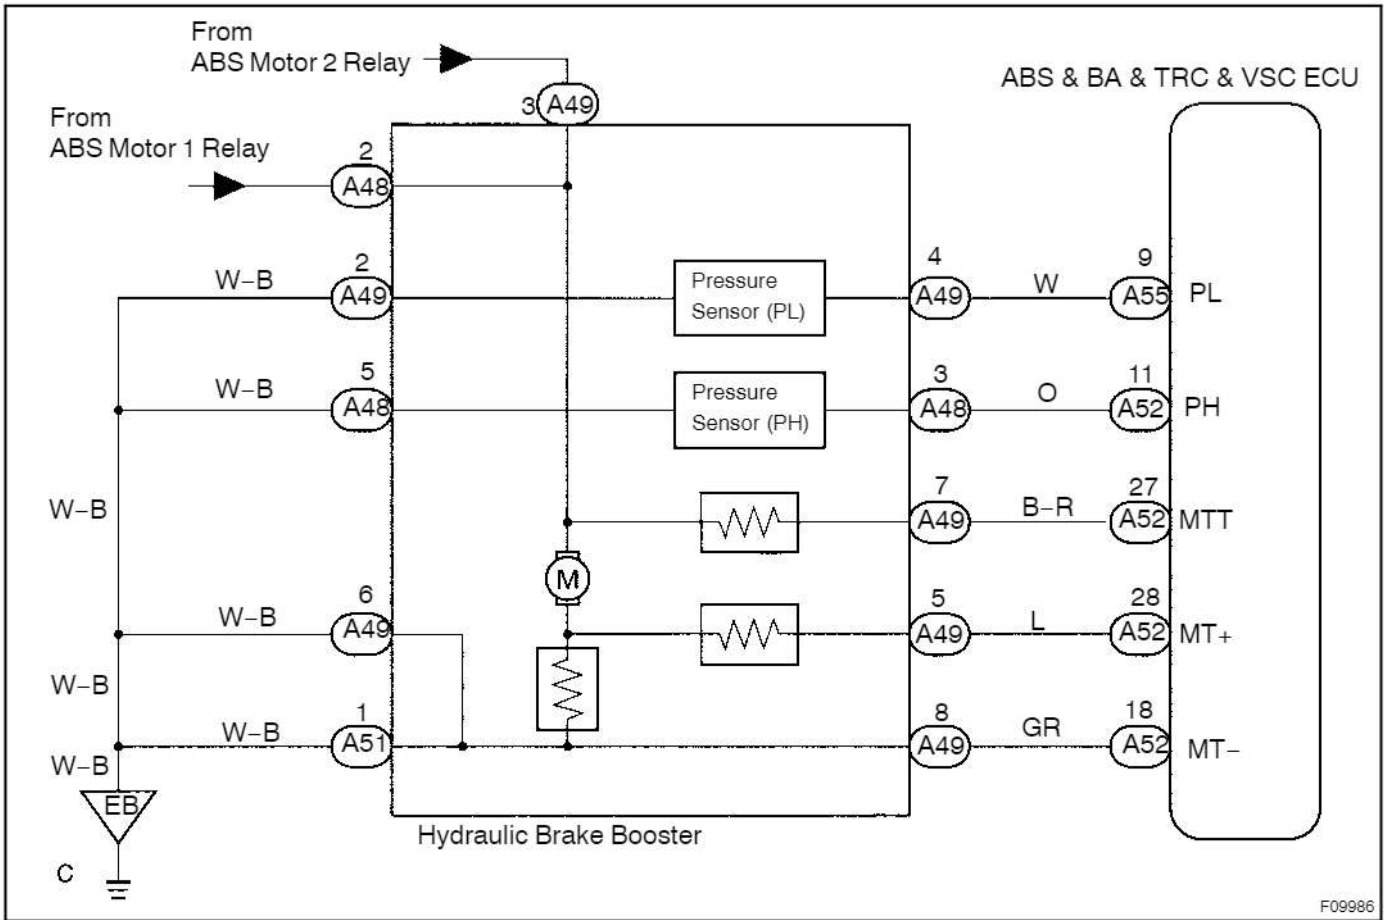 From
ABS Motor 2 Relay
ABS & BA & TRC & VSC ECU
3 A49
From
ABS Motor 1 Relay
2
A48
2
W-B
A49
Pressure
Sensor (PL)
4
A49
W
9
A55
PL
5
W-B
A48
Pressure
Sensor (PH)
3
A48
O
11
A52
PH
W-B
7
A49
B-R
27
A52
MTT
M
6
W-B
A49
5
A49
L
28
A52
MT+
W-B
1
W-B
A51
8
A49
GR
18
A52
MT-
W-B
EB
C
Hydraulic Brake Booster
F09986